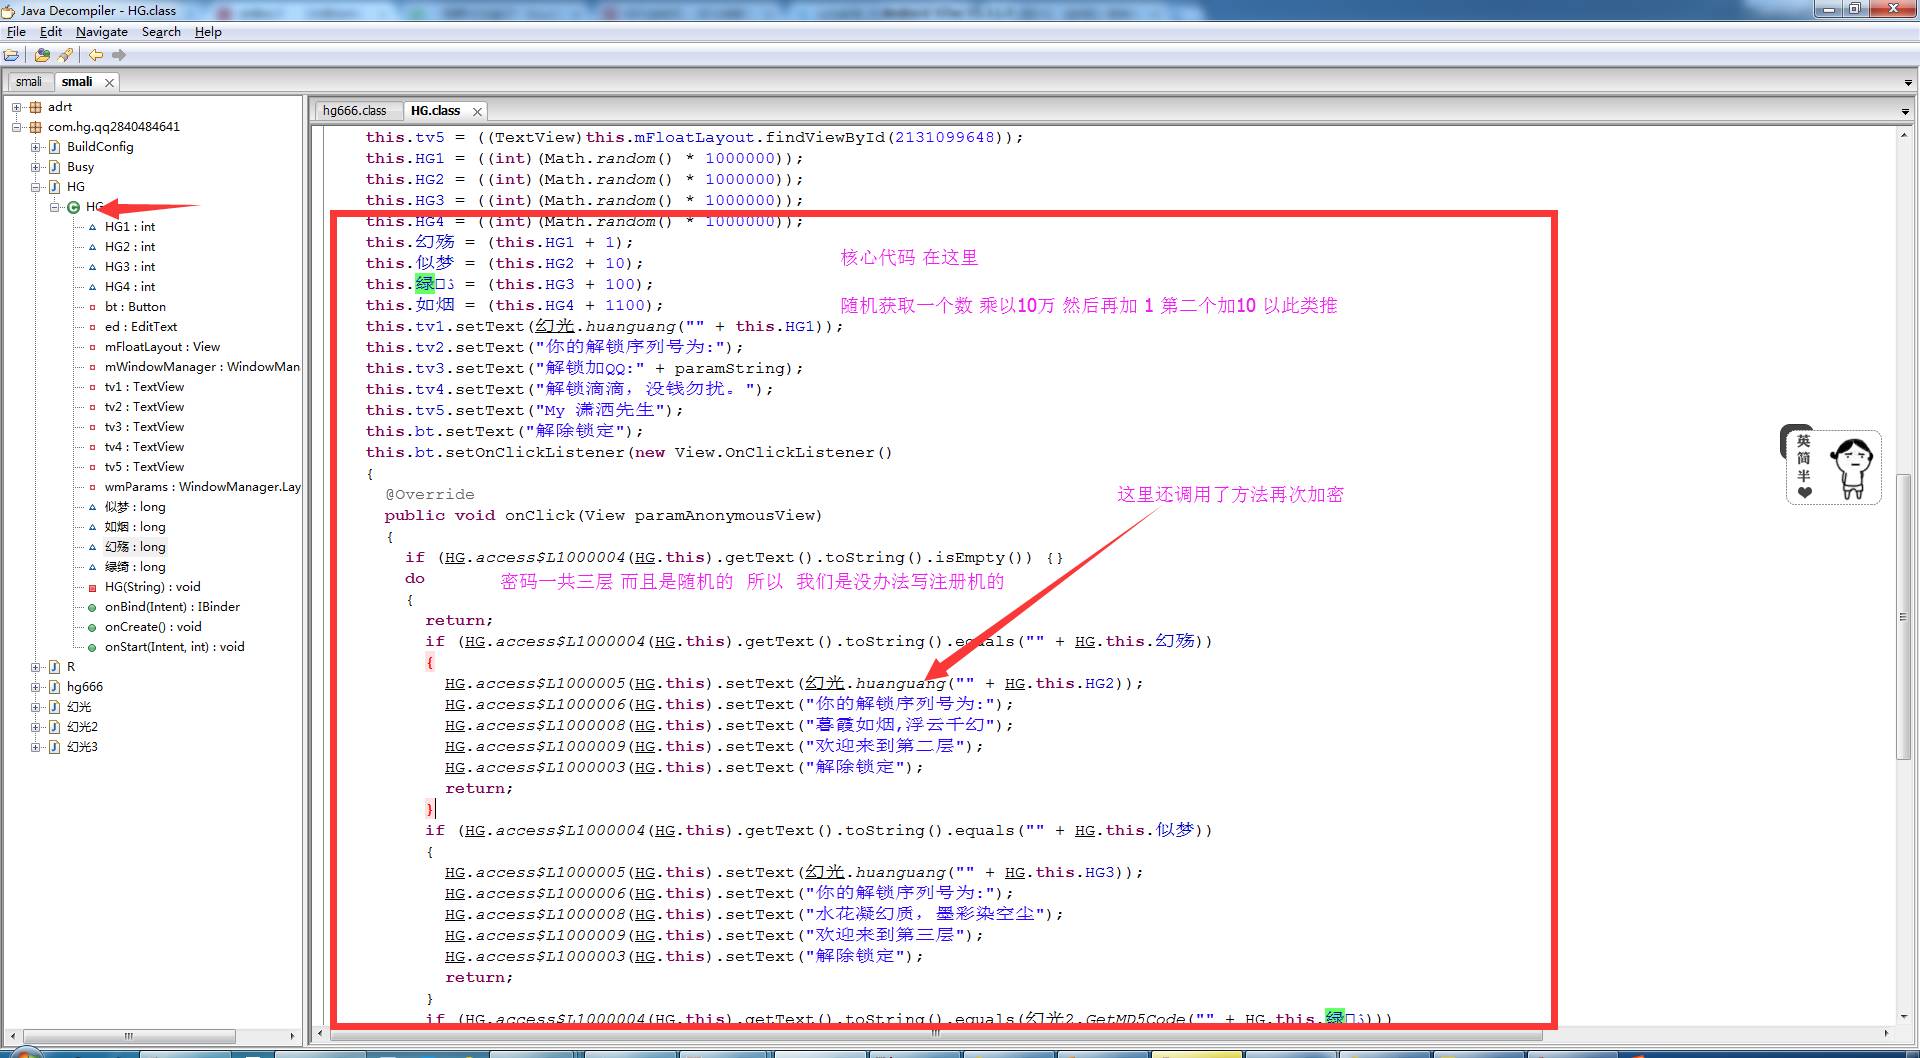 Java Decompiler - HG.class
File Edit Navigate Search Help
smali smali
adrt
com.hg.qq2840484641
BuildConfig
Busy
HG
HG
HG1 : int
HG2 : int
HG3 : int
HG4 : int
bt : Button
ed : EditText
mFloatLayout : View
mWindowManager : WindowMan
tv1 : TextView
tv2 : TextView
tv3 : TextView
tv4 : TextView
tv5 : TextView
wmParams : WindowManager.Lay
似梦 : long
如烟 : long
幻殇 : long
绿绮 : long
HG(String) : void
onBind(Intent) : IBinder
onCreate() : void
onStart(Intent, int) : void
R
hg666
幻光
幻光2
幻光3
hg666.class HG.class
this.tv5 = ((TextView)this.mFloatLayout.findViewById(2131099648));
this.HG1 = ((int)(Math.random() * 1000000));
this.HG2 = ((int)(Math.random() * 1000000));
this.HG3 = ((int)(Math.random() * 1000000));
this.HG4 = ((int)(Math.random() * 1000000));
this.幻殇 = (this.HG1 + 1);
核心代码 在这里
this.似梦 = (this.HG2 + 10);
this.绿 = (this.HG3 + 100);
this.如烟 = (this.HG4 + 1100);
随机获取一个数 乘以10万 然后再加 1 第二个加10 以此类推
this.tv1.setText(幻光.huanguang("" + this.HG1));
this.tv2.setText("你的解锁序列号为:");
this.tv3.setText("解锁加QQ:" + paramString);
this.tv4.setText("解锁滴滴，没钱勿扰。");
this.tv5.setText("My 潇洒先生");
this.bt.setText("解除锁定");
this.bt.setOnClickListener(new View.OnClickListener()
{
@Override
这里还调用了方法再次加密
public void onClick(View paramAnonymousView)
{
if (HG.access$L1000004(HG.this).getText().toString().isEmpty()) {}
do
密码一共三层 而且是随机的 所以 我们是没办法写注册机的
{
return;
if (HG.access$L1000004(HG.this).getText().toString().equals("" + HG.this.幻殇))
{
HG.access$L1000005(HG.this).setText(幻光.huanguang("" + HG.this.HG2));
HG.access$L1000006(HG.this).setText("你的解锁序列号为:");
HG.access$L1000008(HG.this).setText("暮霞如烟,浮云千幻");
HG.access$L1000009(HG.this).setText("欢迎来到第二层");
HG.access$L1000003(HG.this).setText("解除锁定");
return;
}
if (HG.access$L1000004(HG.this).getText().toString().equals("" + HG.this.似梦))
{
HG.access$L1000005(HG.this).setText(幻光.huanguang("" + HG.this.HG3));
HG.access$L1000006(HG.this).setText("你的解锁序列号为:");
HG.access$L1000008(HG.this).setText("水花凝幻质，墨彩染空尘");
HG.access$L1000009(HG.this).setText("欢迎来到第三层");
HG.access$L1000003(HG.this).setText("解除锁定");
return;
}
if (HG.access$L1000004(HG.this).getText().toString().equals(幻光2.GetMD5Code("" + HG.this.绿)))
英
简
半